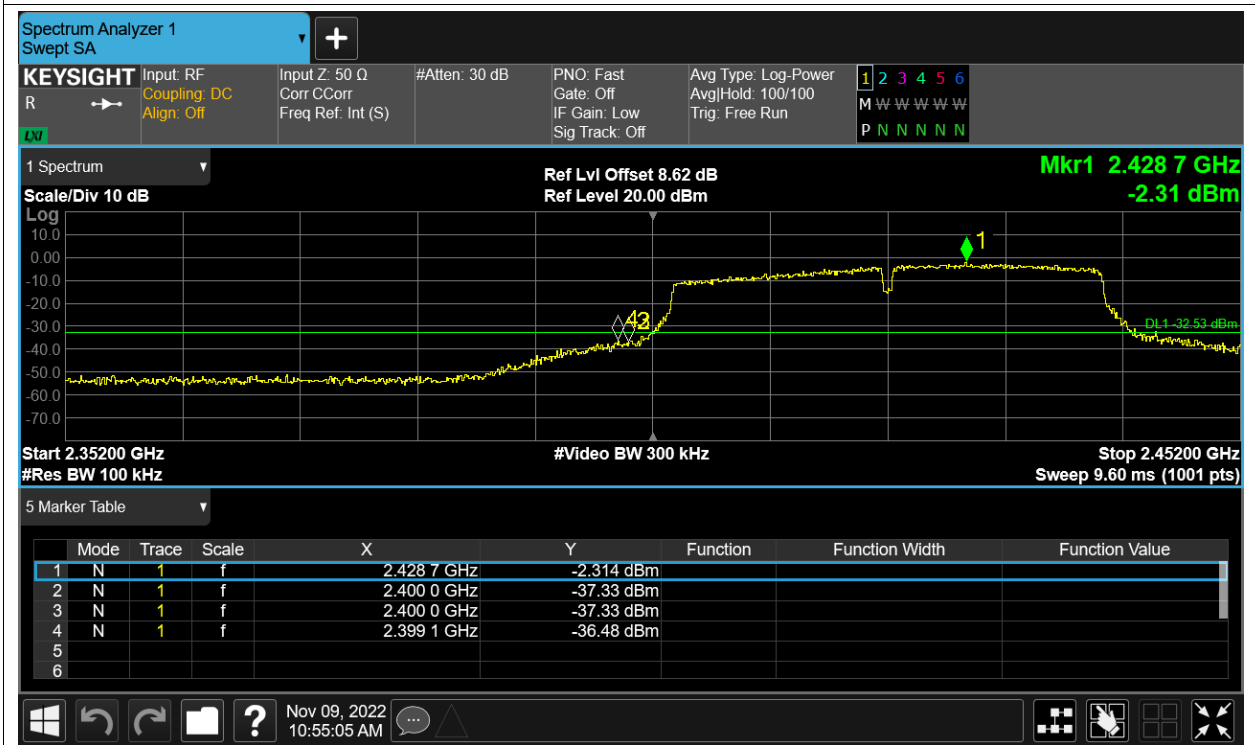 Spectrum Analyzer 1
Swept SA
KEYSIGHT
R
LXI
Input: RF
Coupling: DC
Align: Off
Input Z: 50 Ω
Corr CCorr
Freq Ref: Int (S)
#Atten: 30 dB
PNO: Fast
Gate: Off
IF Gain: Low
Sig Track: Off
Avg Type: Log-Power
Avg|Hold: 100/100
Trig: Free Run
1 2 3 4 5 6
M W W W W W
P N N N N N
1 Spectrum
Scale/Div 10 dB
Ref Lvl Offset 8.62 dB
Ref Level 20.00 dBm
Mkr1 2.428 7 GHz
-2.31 dBm
Log
10.0
0.00
-10.0
-20.0
-30.0
-40.0
-50.0
-60.0
-70.0
1
4
DL1 -32.53 dBm
Start 2.35200 GHz
#Video BW 300 kHz
Stop 2.45200 GHz
#Res BW 100 kHz
Sweep 9.60 ms (1001 pts)
5 Marker Table
Mode Trace Scale X Y Function Function Width Function Value
1 N 1 f 2.428 7 GHz -2.314 dBm
2 N 1 f 2.400 0 GHz -37.33 dBm
3 N 1 f 2.400 0 GHz -37.33 dBm
4 N 1 f 2.399 1 GHz -36.48 dBm
5
6
?
Nov 09, 2022
10:55:05 AM